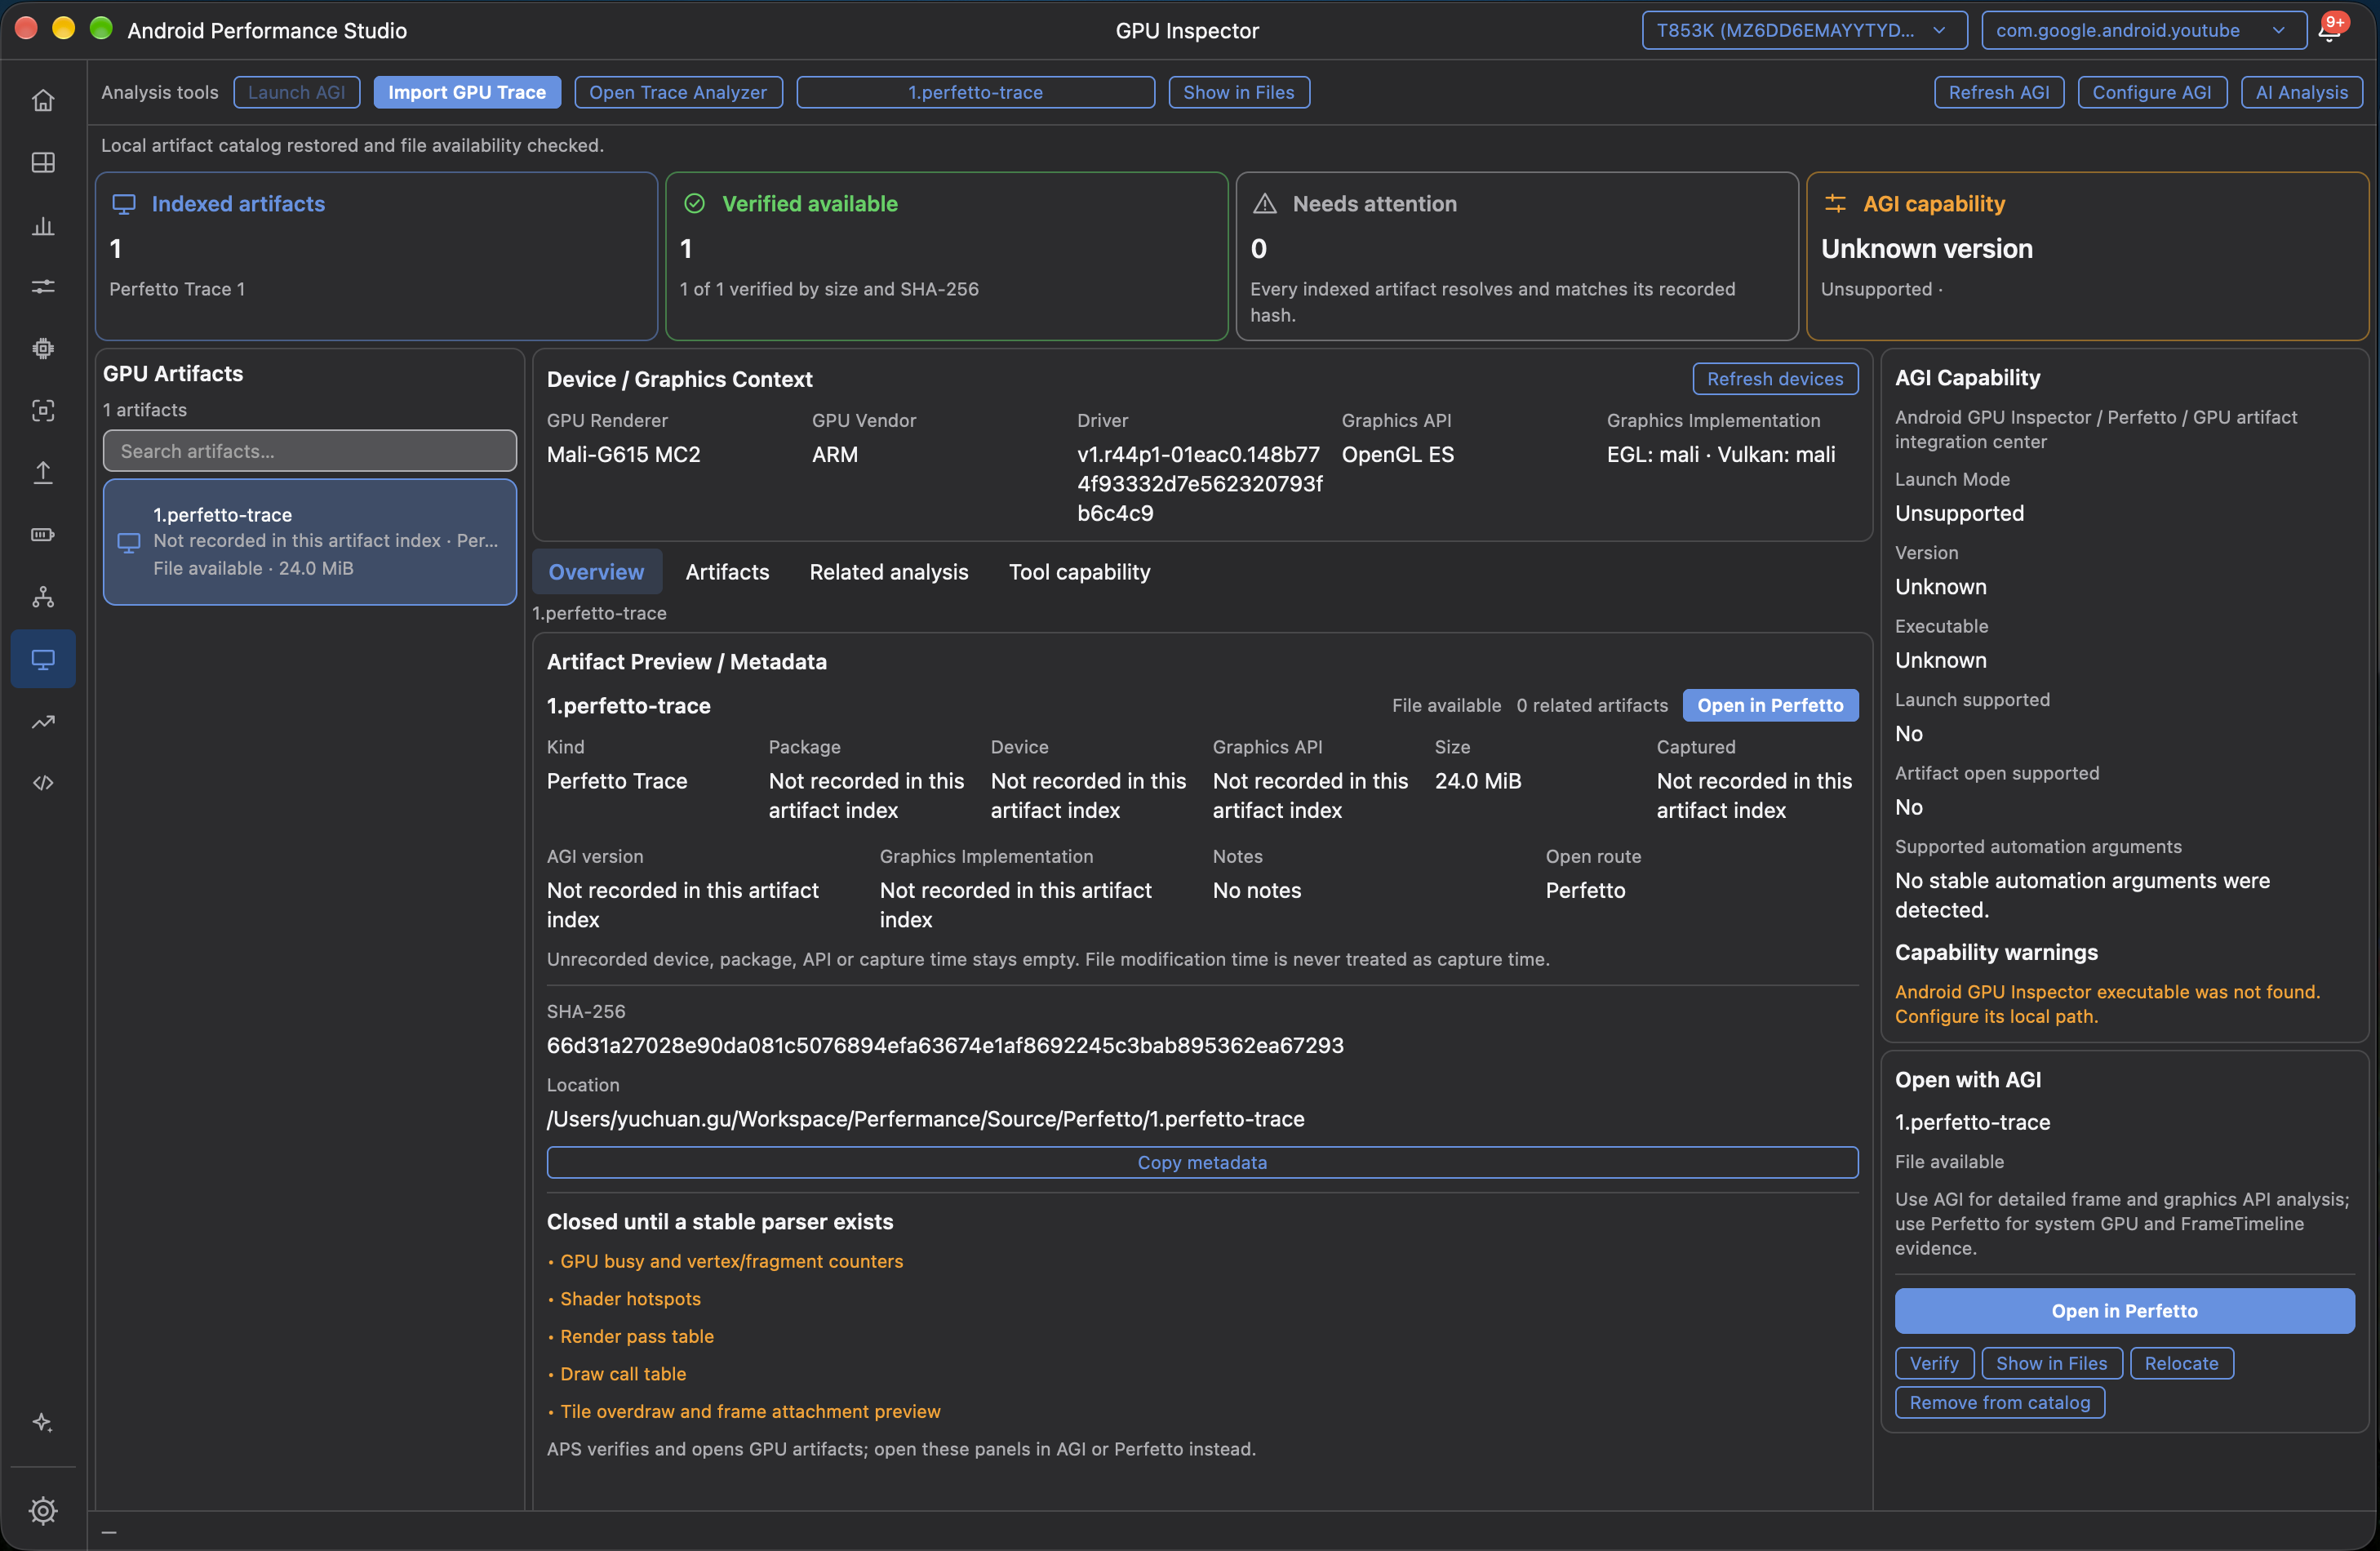 Android Performance Studio
GPU Inspector
T853K (MZ6DD6EMAYYTYD...
com.google.android.youtube
9+
Analysis tools
Launch AGI
Import GPU Trace
Open Trace Analyzer
1.perfetto-trace
Show in Files
Refresh AGI
Configure AGI
AI Analysis
Local artifact catalog restored and file availability checked.
Indexed artifacts
1
Perfetto Trace 1
Verified available
1
1 of 1 verified by size and SHA-256
Needs attention
0
Every indexed artifact resolves and matches its recorded
hash.
AGI capability
Unknown version
Unsupported ·
GPU Artifacts
1 artifacts
Search artifacts...
1.perfetto-trace
Not recorded in this artifact index · Per...
File available · 24.0 MiB
Device / Graphics Context
Refresh devices
GPU Renderer
Mali-G615 MC2
GPU Vendor
ARM
Driver
v1.r44p1-01eac0.148b77
4f93332d7e562320793f
b6c4c9
Graphics API
OpenGL ES
Graphics Implementation
EGL: mali · Vulkan: mali
Overview
Artifacts
Related analysis
Tool capability
1.perfetto-trace
Artifact Preview / Metadata
1.perfetto-trace
File available
0 related artifacts
Open in Perfetto
Kind
Perfetto Trace
Package
Not recorded in this
artifact index
Device
Not recorded in this
artifact index
Graphics API
Not recorded in this
artifact index
Size
24.0 MiB
Captured
Not recorded in this
artifact index
AGI version
Not recorded in this artifact
index
Graphics Implementation
Not recorded in this artifact
index
Notes
No notes
Open route
Perfetto
Unrecorded device, package, API or capture time stays empty. File modification time is never treated as capture time.
SHA-256
66d31a27028e90da081c5076894efa63674e1af8692245c3bab895362ea67293
Location
/Users/yuchuan.gu/Workspace/Perfermance/Source/Perfetto/1.perfetto-trace
Copy metadata
Closed until a stable parser exists
• GPU busy and vertex/fragment counters
• Shader hotspots
• Render pass table
• Draw call table
• Tile overdraw and frame attachment preview
APS verifies and opens GPU artifacts; open these panels in AGI or Perfetto instead.
AGI Capability
Android GPU Inspector / Perfetto / GPU artifact
integration center
Launch Mode
Unsupported
Version
Unknown
Executable
Unknown
Launch supported
No
Artifact open supported
No
Supported automation arguments
No stable automation arguments were
detected.
Capability warnings
Android GPU Inspector executable was not found.
Configure its local path.
Open with AGI
1.perfetto-trace
File available
Use AGI for detailed frame and graphics API analysis;
use Perfetto for system GPU and FrameTimeline
evidence.
Open in Perfetto
Verify
Show in Files
Relocate
Remove from catalog